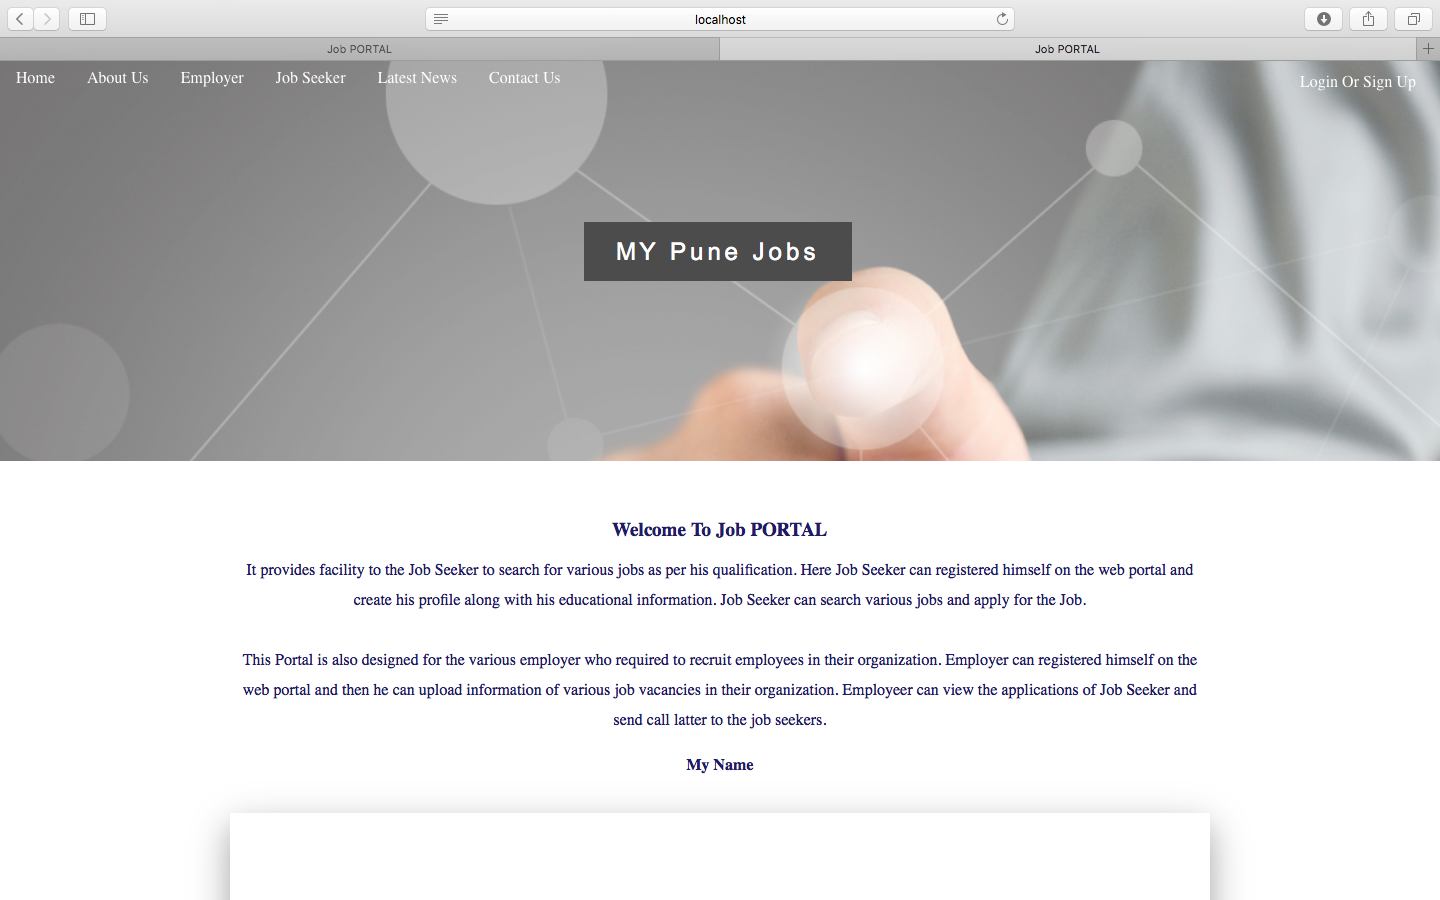 localhost
Job PORTAL
Job PORTAL
Home About Us Employer Job Seeker Latest News Contact Us
Login Or Sign Up
MY Pune Jobs
Welcome To Job PORTAL
It provides facility to the Job Seeker to search for various jobs as per his qualification. Here Job Seeker can registered himself on the web portal and
create his profile along with his educational information. Job Seeker can search various jobs and apply for the Job.
This Portal is also designed for the various employer who required to recruit employees in their organization. Employer can registered himself on the
web portal and then he can upload information of various job vacancies in their organization. Employeer can view the applications of Job Seeker and
send call latter to the job seekers.
My Name